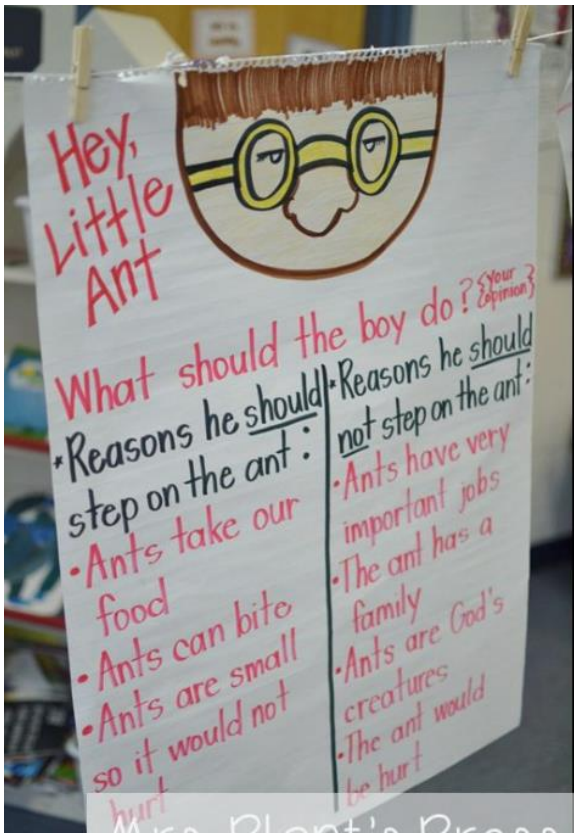 Hey,
Little
Ant
What should the boy do? {your opinion}
*Reasons he should
step on the ant:
• Ants take our
food
• Ants can bite
• Ants are small
so it would not
hurt
*Reasons he should
not step on the ant:
• Ants have very
important jobs
• The ant has a
family
• Ants are God's
creatures
• The ant would
be hurt